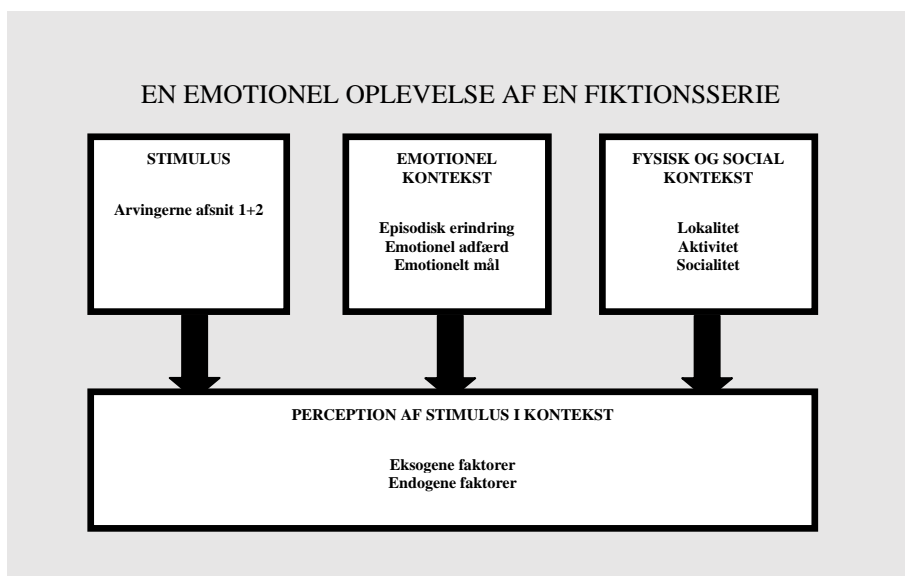 EN EMOTIONEL OPLEVELSE AF EN FIKTIONSSERIE
STIMULUS
Arvingerne afsnit 1+2
EMOTIONEL
KONTEKST
Episodisk erindring
Emotionel adfærd
Emotionelt mål
FYSISK OG SOCIAL
KONTEKST
Lokalitet
Aktivitet
Socialitet
PERCEPTION AF STIMULUS I KONTEKST
Eksogene faktorer
Endogene faktorer